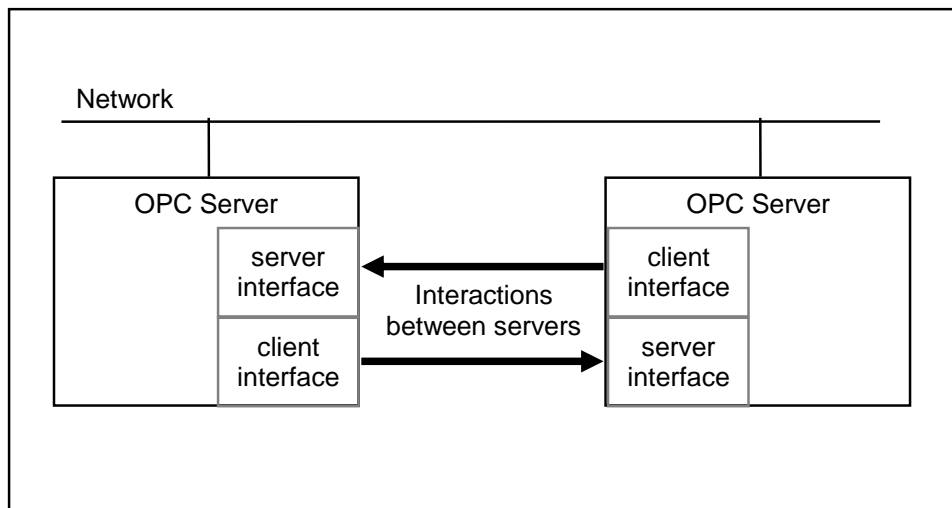 Network
OPC Server
OPC Server
server
interface
client
interface
Interactions
between servers
client
interface
server
interface